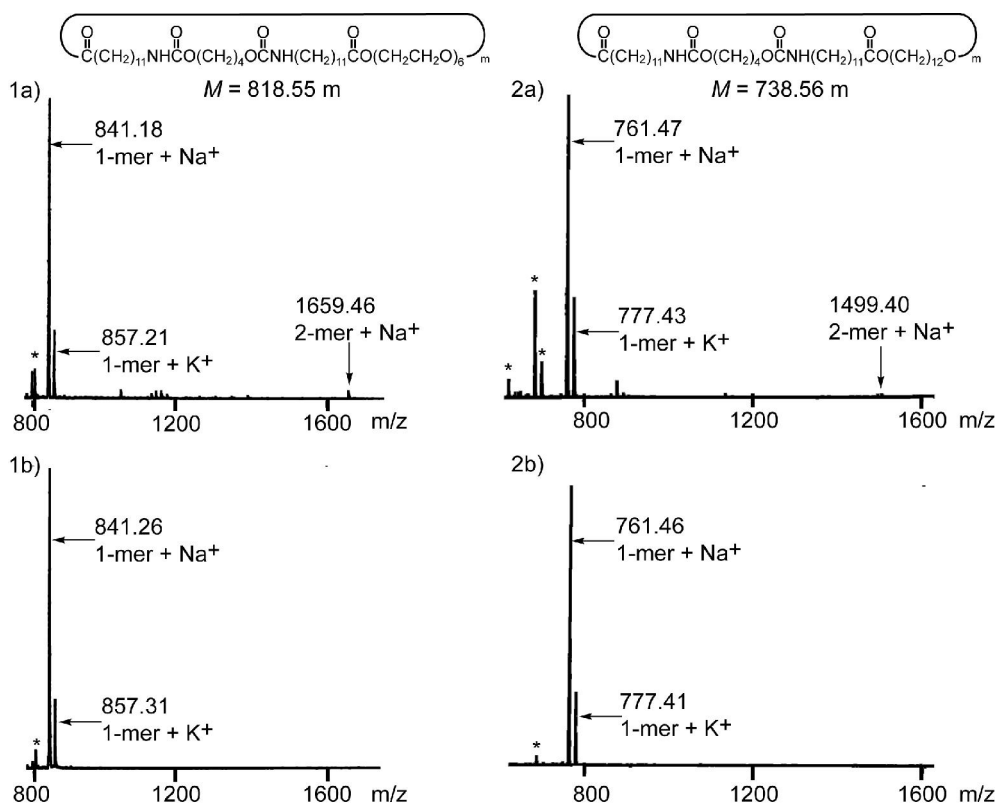 O O O O
C(CH2)11NHCO(CH2)4OCNH(CH2)11CO(CH2CH2O)6 m
M = 818.55 m
O O O O
C(CH2)11NHCO(CH2)4OCNH(CH2)11CO(CH2)12O m
M = 738.56 m
1a)
841.18
1-mer + Na+
*
857.21
1-mer + K+
1659.46
2-mer + Na+
800 1200 1600 m/z
2a)
761.47
1-mer + Na+
*
* *
777.43
1-mer + K+
1499.40
2-mer + Na+
800 1200 1600 m/z
1b)
841.26
1-mer + Na+
857.31
1-mer + K+
*
800 1200 1600 m/z
2b)
761.46
1-mer + Na+
777.41
1-mer + K+
*
800 1200 1600 m/z